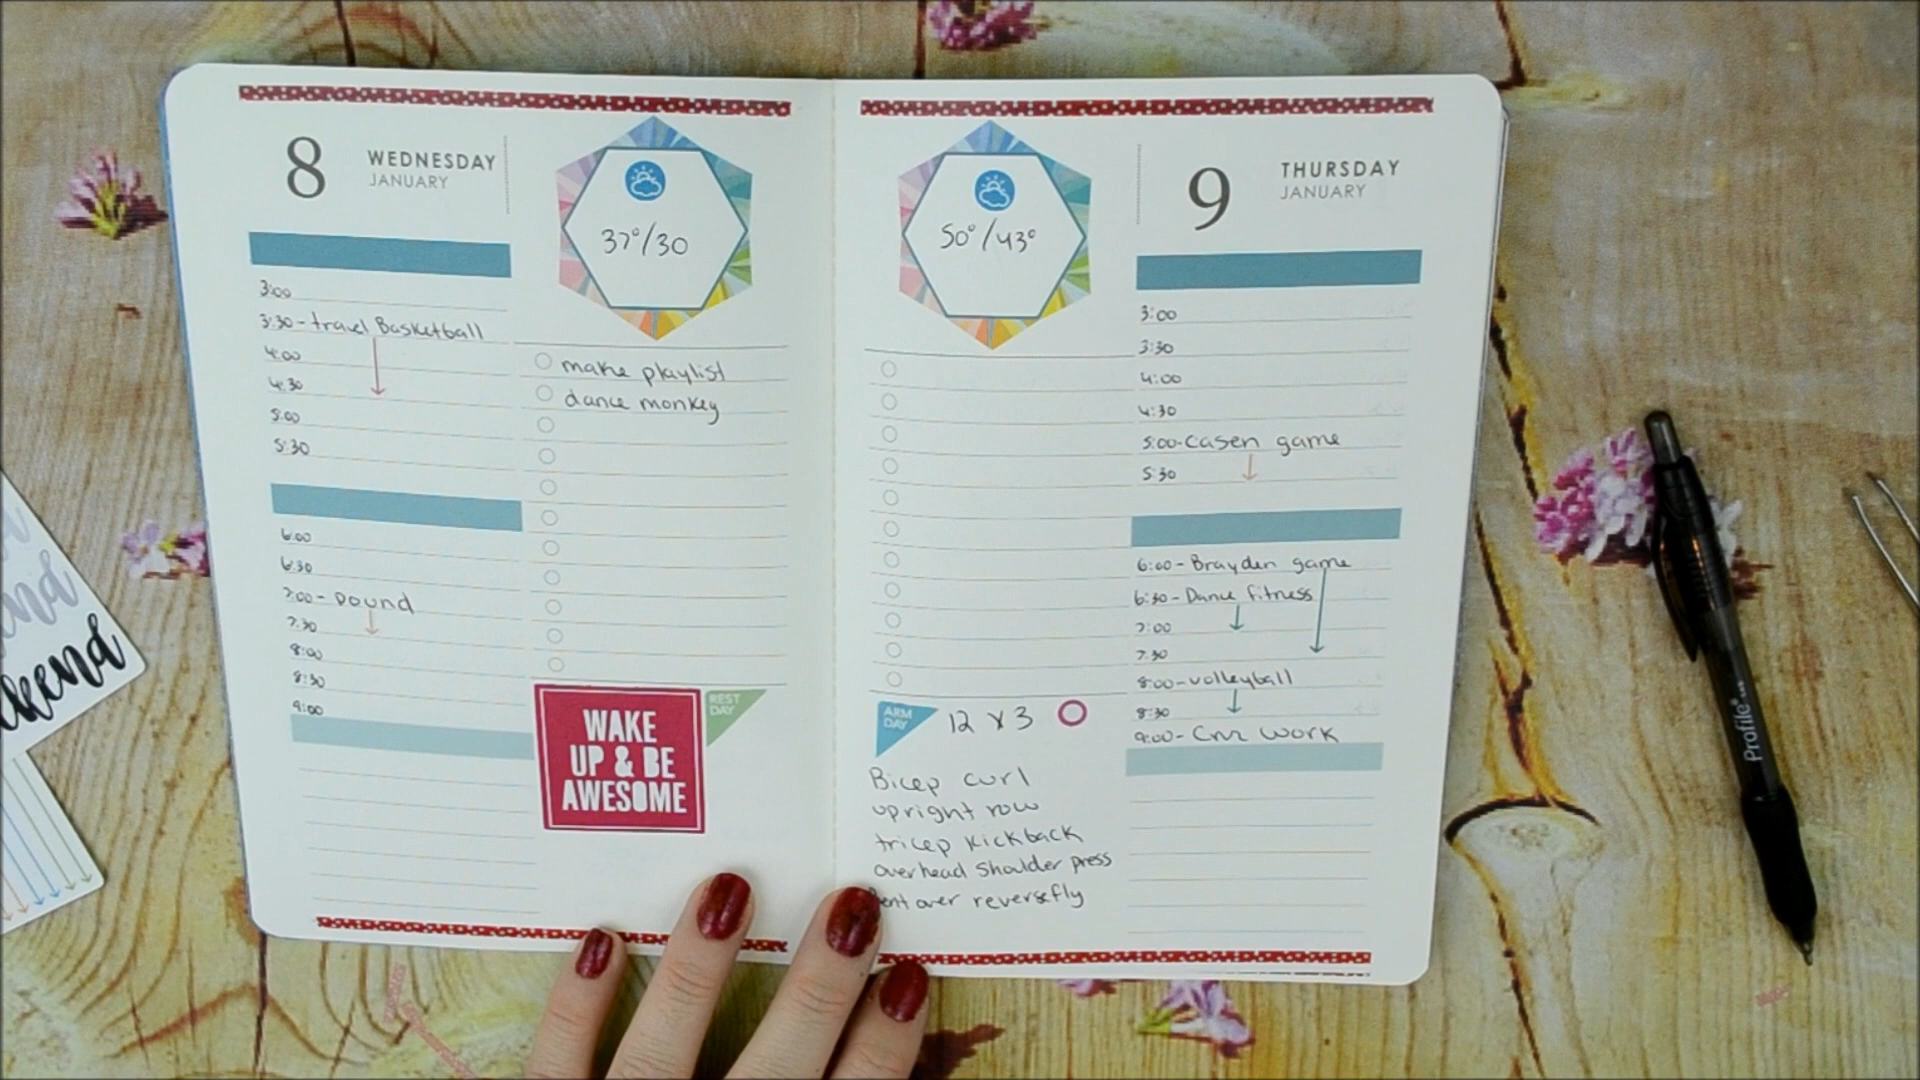 8 WEDNESDAY
JANUARY
37°/30
3:00
3:30 - travel Basketball
4:00
4:30
5:00
5:30
6:00
6:30
7:00 - pound
7:30
8:00
8:30
9:00
make playlist
dance monkey
WAKE
UP & BE
AWESOME
REST
DAY
50°/43°
9 THURSDAY
JANUARY
3:00
3:30
4:00
4:30
5:00 - Casen game
5:30
6:00 - Brayden game
6:30 - Dance fitness
7:00
7:30
8:00 - volleyball
8:30
9:00 - work
ARM
DAY
12 x 3
Bicep curl
upright row
tricep kickback
overhead shoulder press
bent over reversefly
Profile